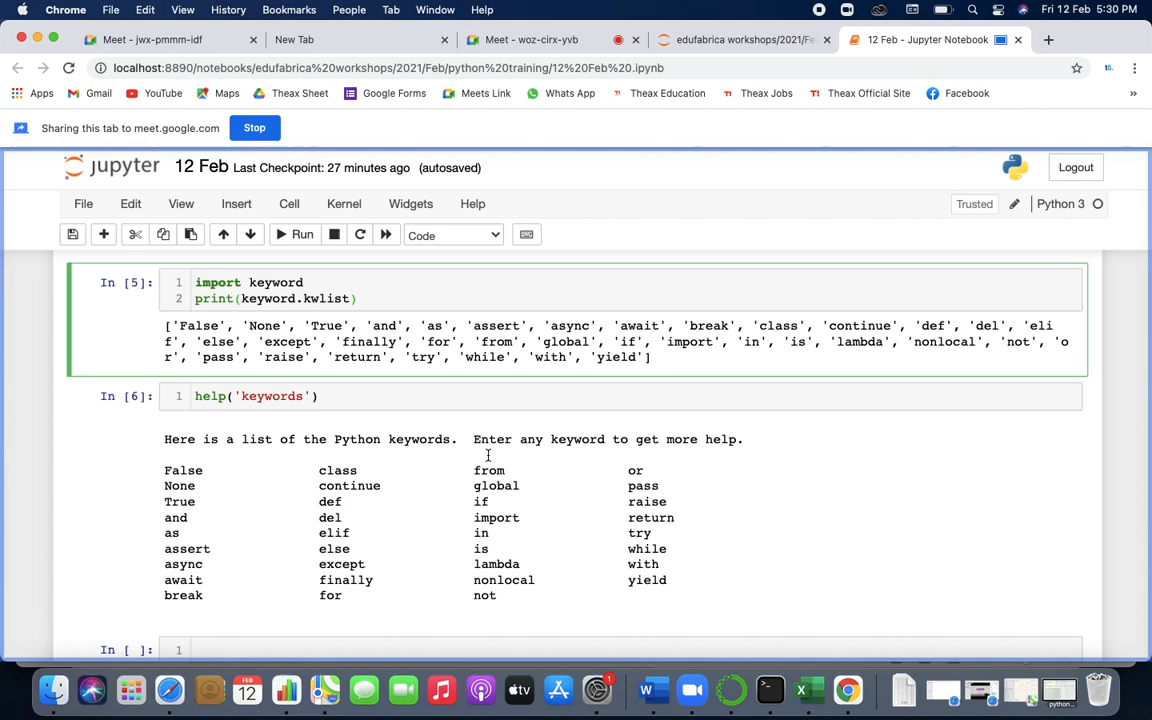 Chrome File Edit View History Bookmarks People Tab Window Help Fri 12 Feb 5:30 PM
Meet - jwx-pmmm-idf New Tab Meet - woz-cirx-yvb edufabrica workshops/2021/Fe 12 Feb - Jupyter Notebook
localhost:8890/notebooks/edufabrica%20workshops/2021/Feb/python%20training/12%20Feb%20.ipynb
Apps Gmail YouTube Maps Theax Sheet Google Forms Meets Link Whats App Theax Education Theax Jobs Theax Official Site Facebook »
Sharing this tab to meet.google.com Stop
jupyter 12 Feb Last Checkpoint: 27 minutes ago (autosaved) Logout
File Edit View Insert Cell Kernel Widgets Help Trusted Python 3
Run Code
In [5]: 1 import keyword
2 print(keyword.kwlist)
['False', 'None', 'True', 'and', 'as', 'assert', 'async', 'await', 'break', 'class', 'continue', 'def', 'del', 'eli
f', 'else', 'except', 'finally', 'for', 'from', 'global', 'if', 'import', 'in', 'is', 'lambda', 'nonlocal', 'not', 'o
r', 'pass', 'raise', 'return', 'try', 'while', 'with', 'yield']
In [6]: 1 help('keywords')
Here is a list of the Python keywords. Enter any keyword to get more help.
False class from or
None continue global pass
True def if raise
and del import return
as elif in try
assert else is while
async except lambda with
await finally nonlocal yield
break for not
In [ ]: 1
FEB
12
tv
1
W
X
python...